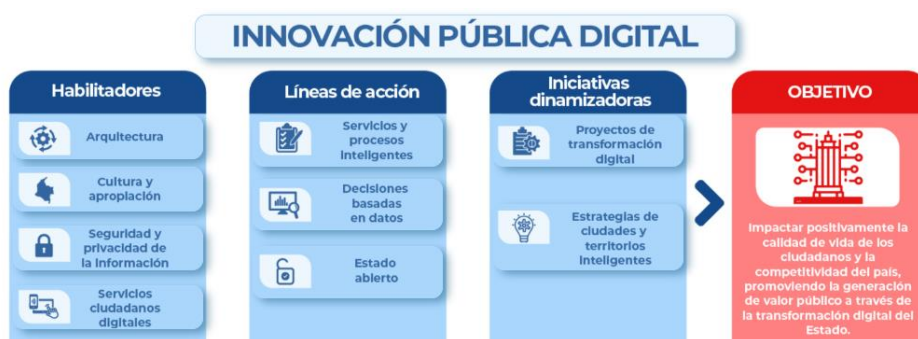 INNOVACIÓN PÚBLICA DIGITAL
Habilitadores
Arquitectura
Cultura y
apropiación
Seguridad y
privacidad de
la Información
Servicios
ciudadanos
digitales
Líneas de acción
Servicios y
procesos
Inteligentes
Decisiones
basadas
en datos
Estado
abierto
Iniciativas
dinamizadoras
Proyectos de
transformación
digital
Estrategias de
ciudades y
territorios
Inteligentes
OBJETIVO
Impactar positivamente la
calidad de vida de los
ciudadanos y la
competitividad del país,
promoviendo la generación
de valor público a través de
la transformación digital del
Estado.